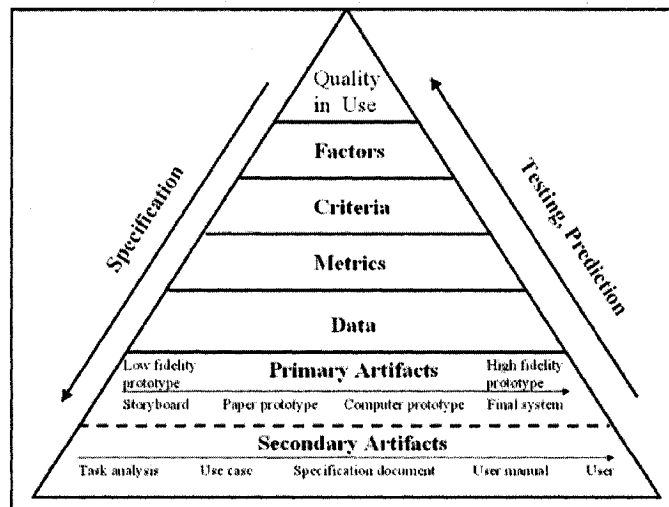 Quality
in Use
Factors
Criteria
Metrics
Data
Specification
Testing, Prediction
Low fidelity
prototype
Primary Artifacts
High fidelity
prototype
Storyboard Paper prototype Computer prototype Final system
Secondary Artifacts
Task analysis Use case Specification document User manual User